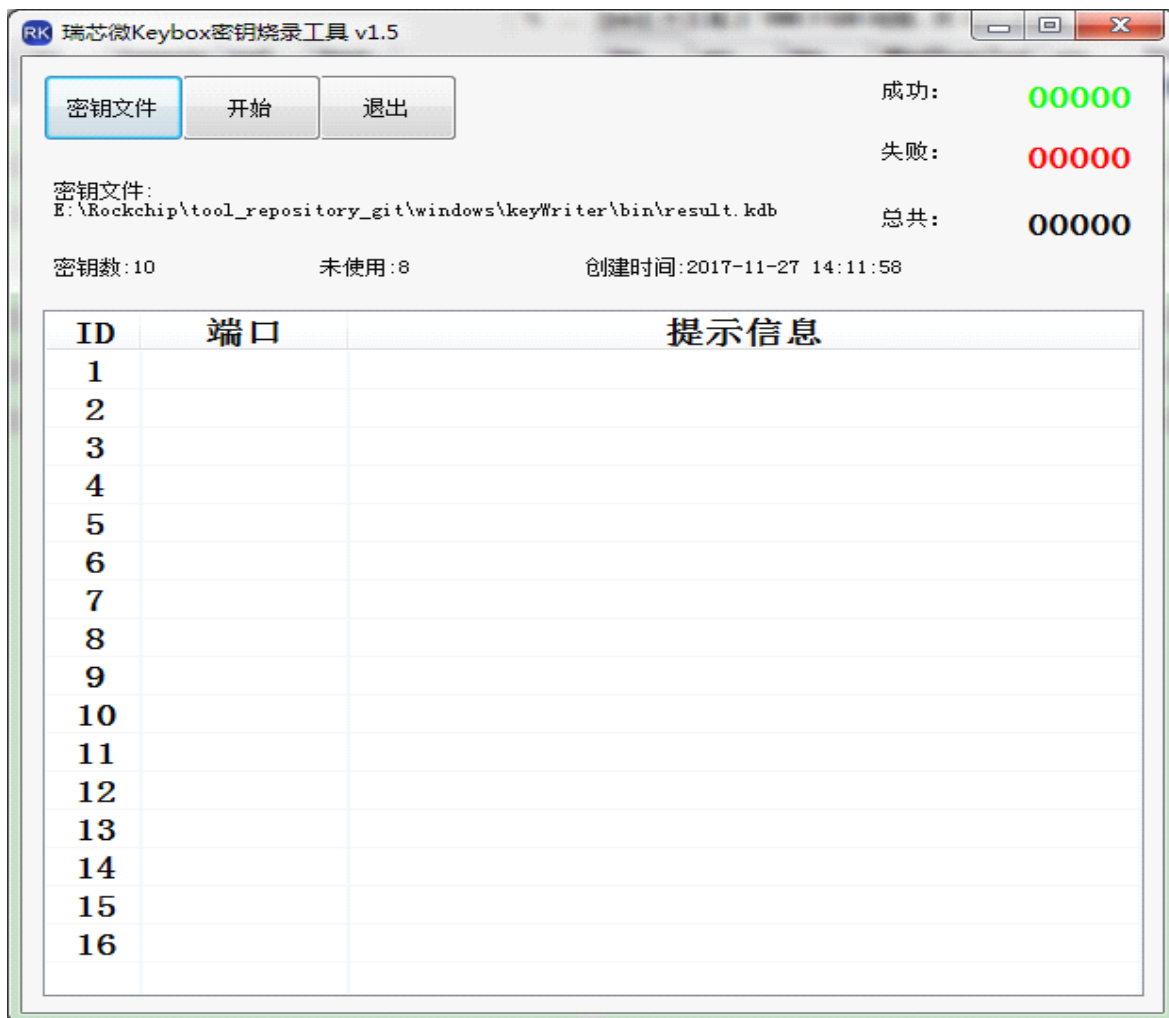 RK 瑞芯微Keybox密钥烧录工具 v1.5
密钥文件 开始 退出
成功: 00000
失败: 00000
密钥文件:
E:\Rockchip\tool_repository_git\windows\keyWriter\bin\result.kdb
总共: 00000
密钥数:10 未使用:8 创建时间:2017-11-27 14:11:58
ID 端口 提示信息
1
2
3
4
5
6
7
8
9
10
11
12
13
14
15
16